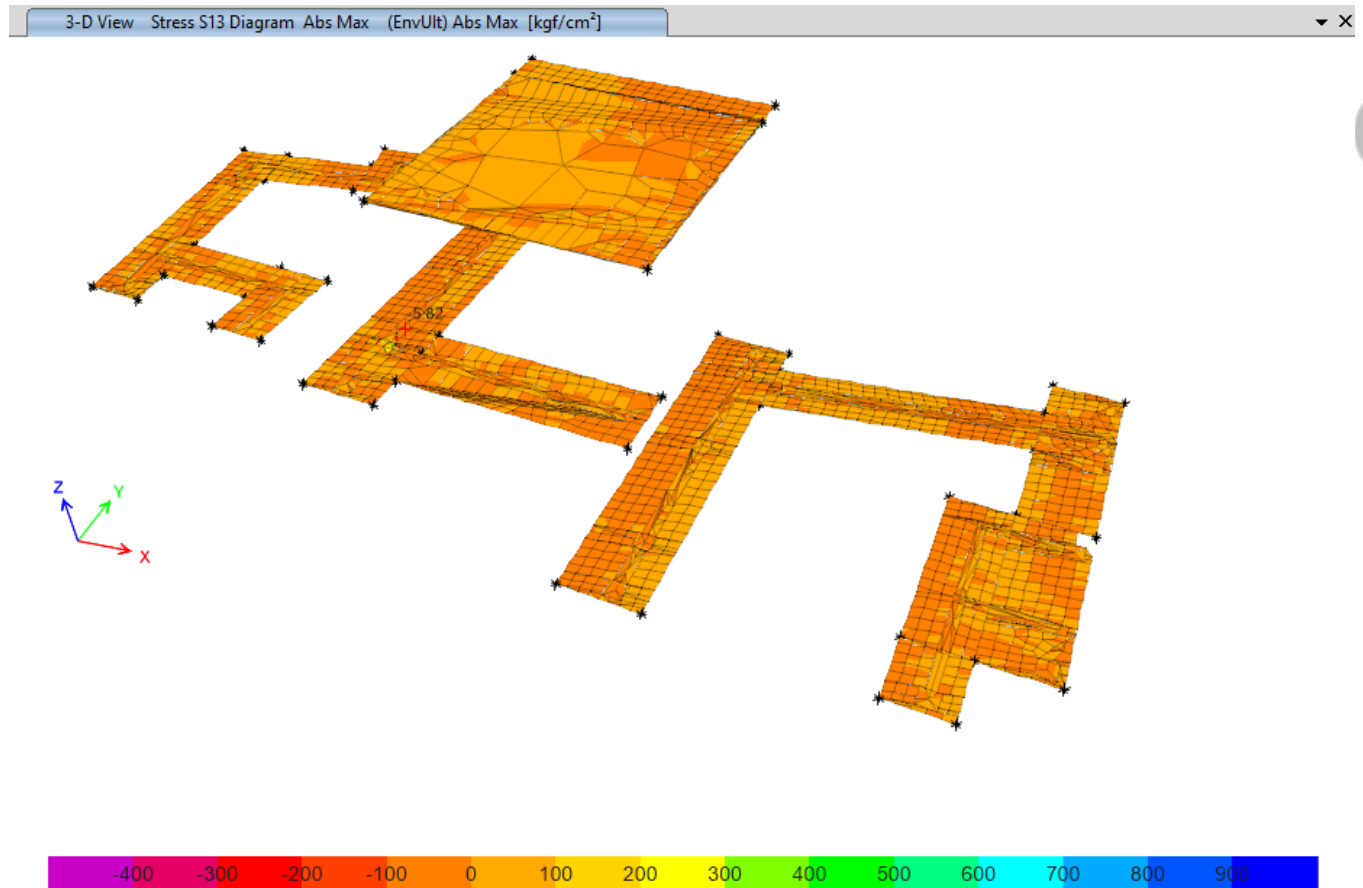 3-D View Stress S13 Diagram Abs Max (EnvUlt) Abs Max [kgf/cm²]
5.82
Z
Y
X
-400 -300 -200 -100 0 100 200 300 400 500 600 700 800 900